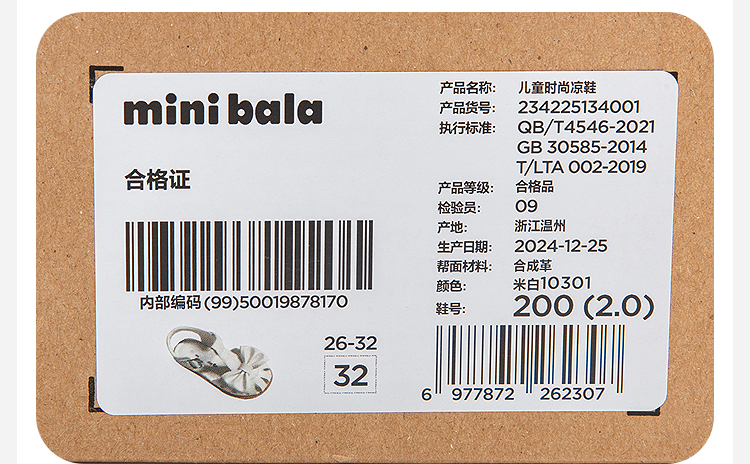 mini bala
合格证
内部编码(99)50019878170
26-32
32
产品名称: 儿童时尚凉鞋
产品货号: 234225134001
执行标准: QB/T4546-2021
GB 30585-2014
T/LTA 002-2019
产品等级: 合格品
检验员: 09
产地: 浙江温州
生产日期: 2024-12-25
帮面材料: 合成革
颜色: 米白10301
鞋号: 200 (2.0)
6 977872 262307